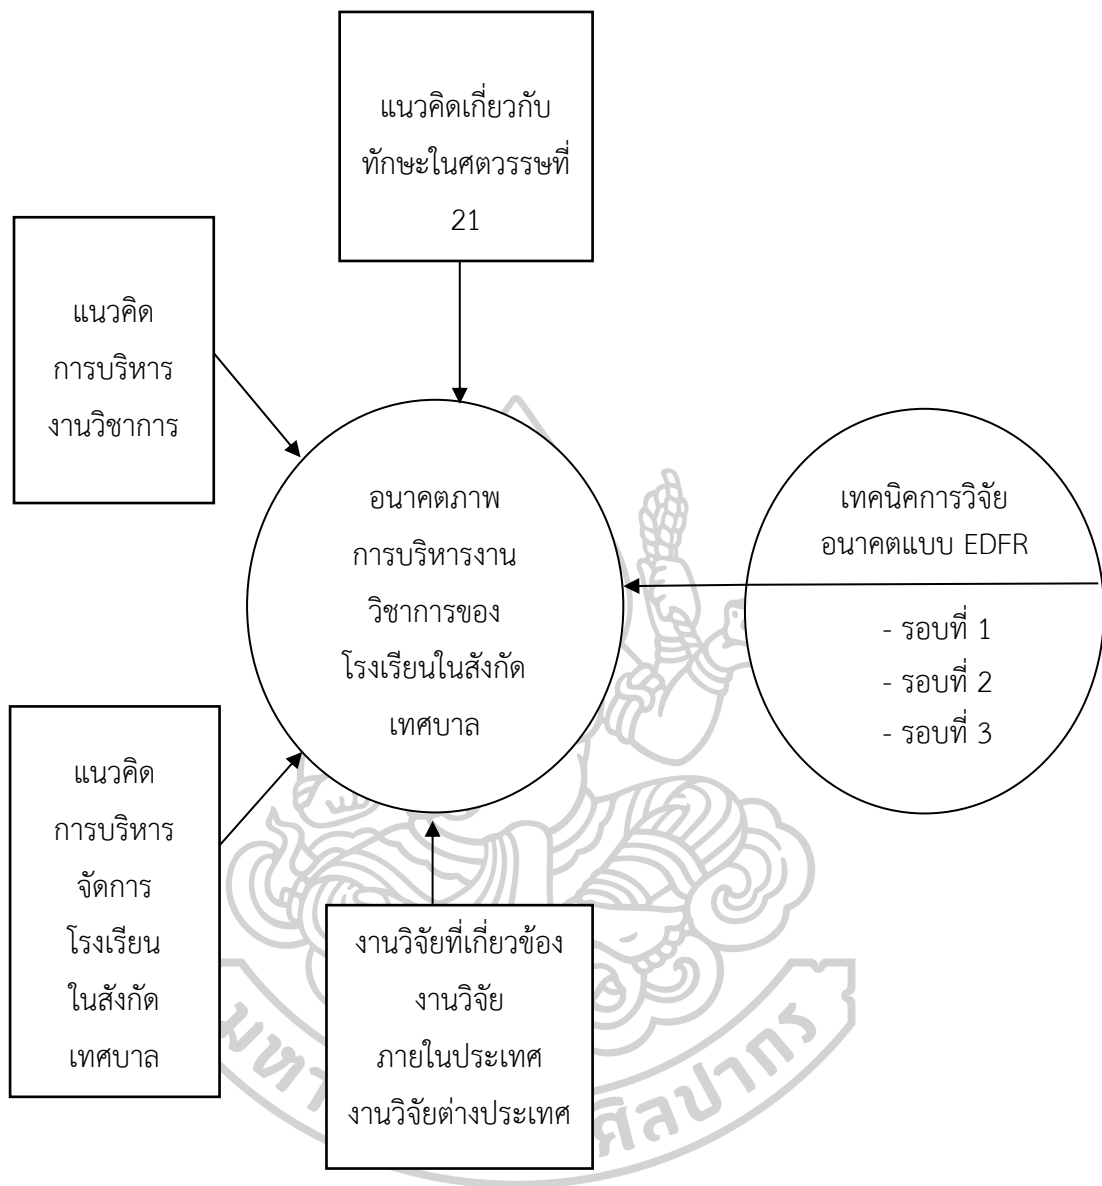 แนวคิดเกี่ยวกับ
ทักษะในศตวรรษที่
21
แนวคิด
การบริหาร
งานวิชาการ
อนาคตภาพ
การบริหารงาน
วิชาการของ
โรงเรียนในสังกัด
เทศบาล
เทคนิคการวิจัย
อนาคตแบบ EDFR
- รอบที่ 1
- รอบที่ 2
- รอบที่ 3
แนวคิด
การบริหาร
จัดการ
โรงเรียน
ในสังกัด
เทศบาล
งานวิจัยที่เกี่ยวข้อง
งานวิจัย
ภายในประเทศ
งานวิจัยต่างประเทศ
ศิลปากร